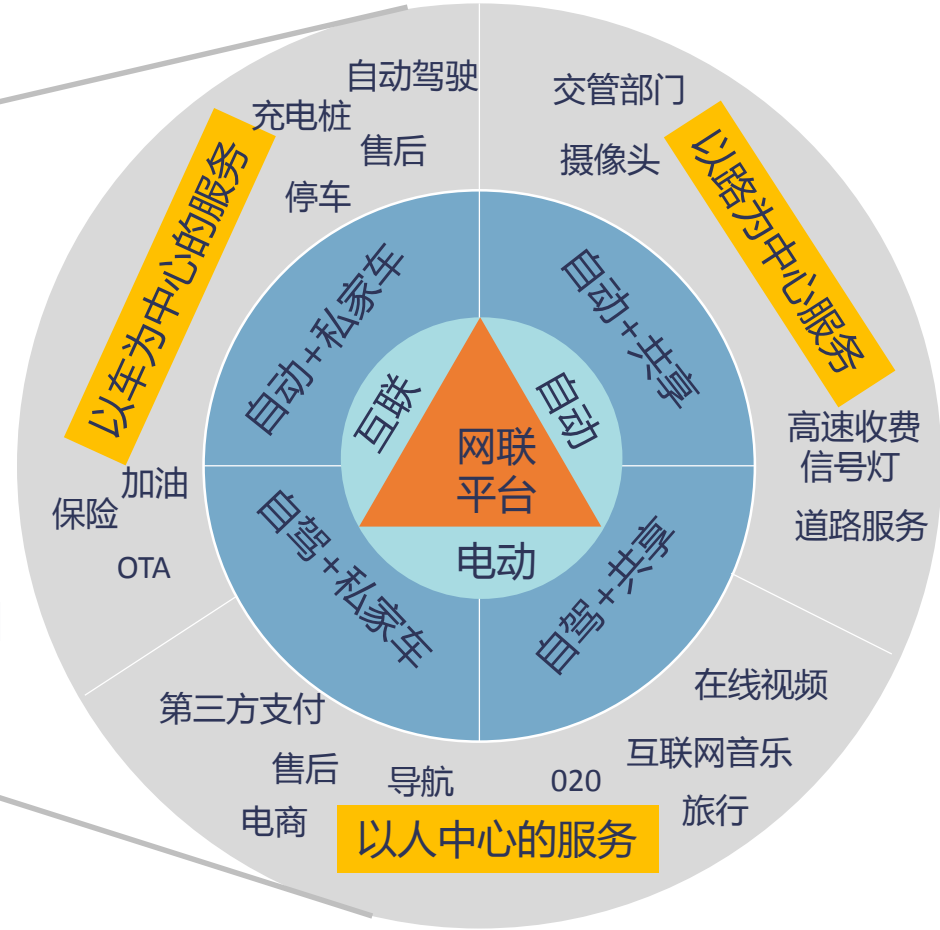 自动驾驶
充电桩
售后
停车
以车为中心的服务
加油
保险
OTA
交管部门
摄像头
以路为中心服务
高速收费
信号灯
道路服务
自动+私家车
自动+共享
自驾+私家车
自驾+共享
互联
自动
电动
网联
平台
第三方支付
售后
电商
导航
020
在线视频
互联网音乐
旅行
以人中心的服务